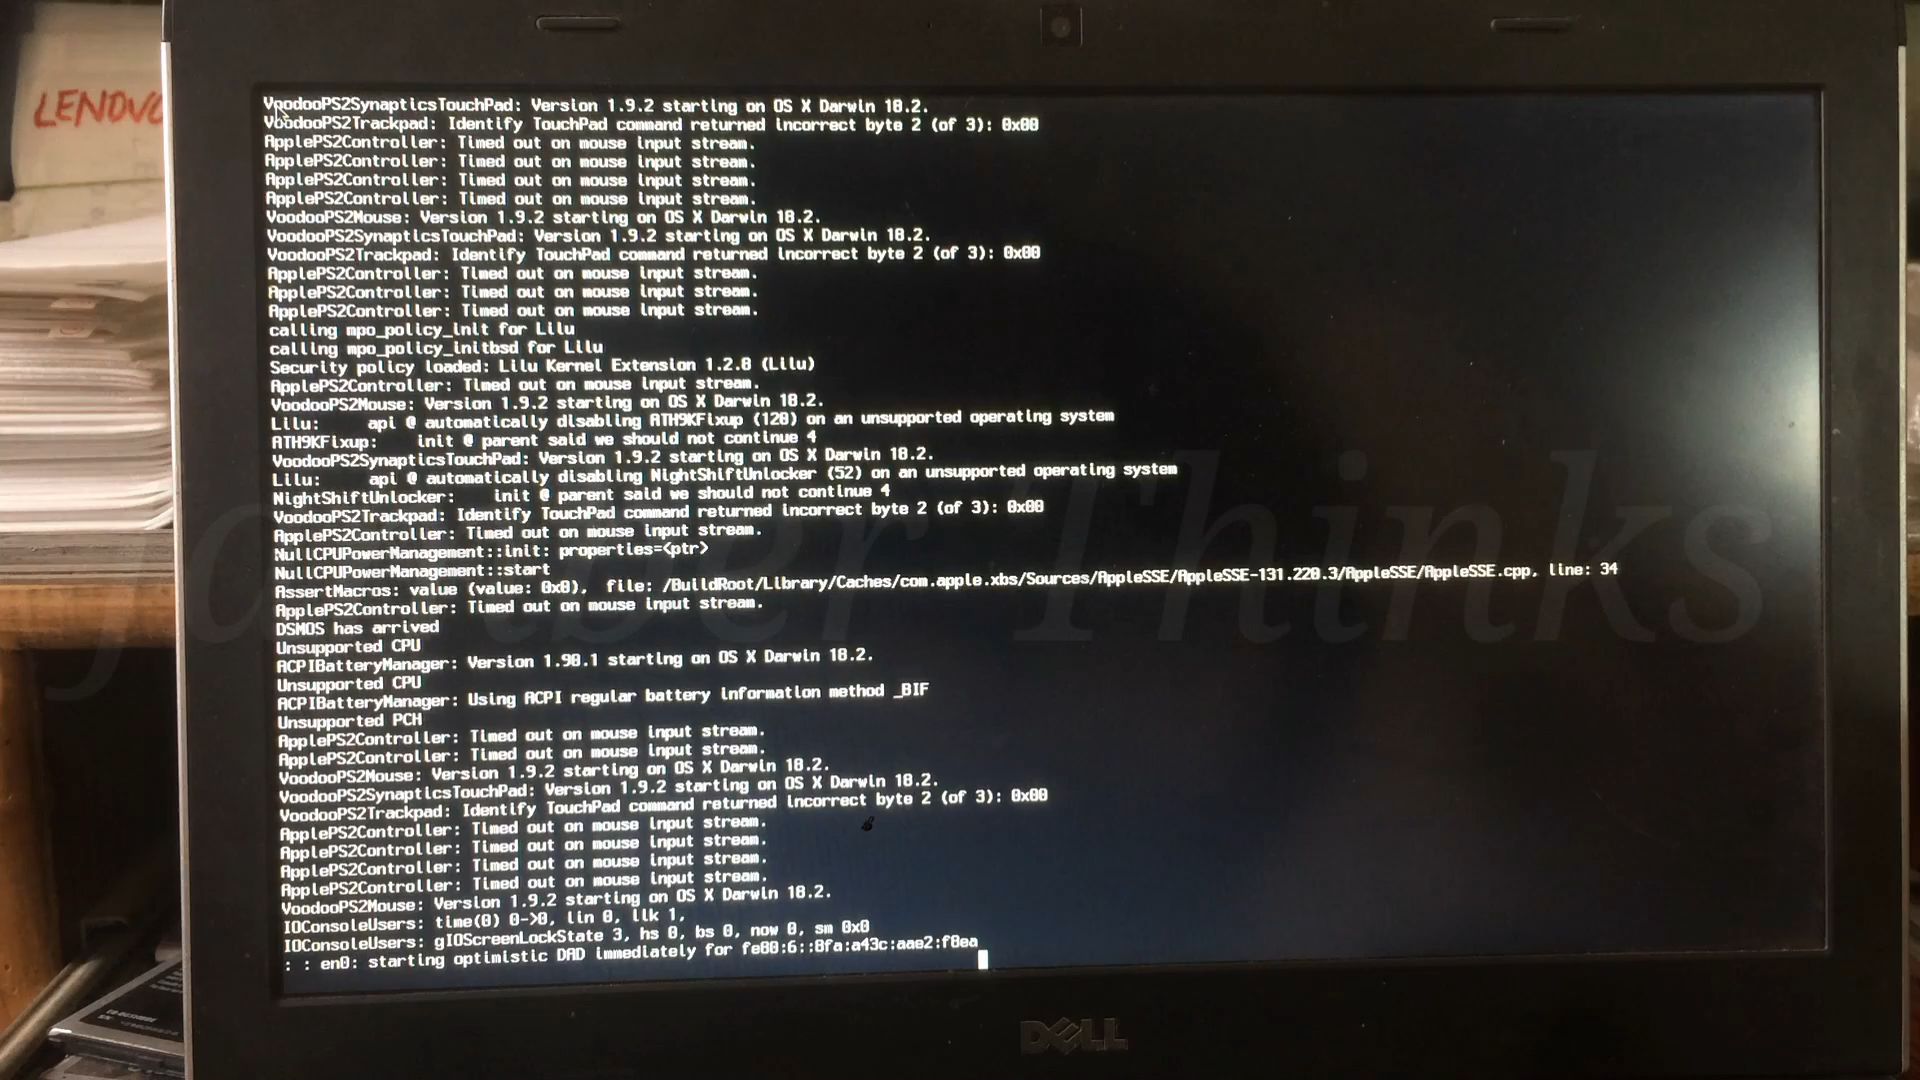 LENOVO
VoodooPS2SynapticsTouchPad: Version 1.9.2 starting on OS X Darwin 18.2.
VoodooPS2Trackpad: Identify TouchPad command returned incorrect byte 2 (of 3): 0x00
ApplePS2Controller: Timed out on mouse input stream.
ApplePS2Controller: Timed out on mouse input stream.
ApplePS2Controller: Timed out on mouse input stream.
ApplePS2Controller: Timed out on mouse input stream.
VoodooPS2Mouse: Version 1.9.2 starting on OS X Darwin 18.2.
VoodooPS2SynapticsTouchPad: Version 1.9.2 starting on OS X Darwin 18.2.
VoodooPS2Trackpad: Identify TouchPad command returned incorrect byte 2 (of 3): 0x00
ApplePS2Controller: Timed out on mouse input stream.
ApplePS2Controller: Timed out on mouse input stream.
ApplePS2Controller: Timed out on mouse input stream.
calling mpo_policy_init for Lilu
calling mpo_policy_initbsd for Lilu
Security policy loaded: Lilu Kernel Extension 1.2.8 (Lilu)
ApplePS2Controller: Timed out on mouse input stream.
VoodooPS2Mouse: Version 1.9.2 starting on OS X Darwin 18.2.
Lilu: api @ automatically disabling ATH9KFixup (120) on an unsupported operating system
ATH9KFixup: init @ parent said we should not continue 4
VoodooPS2SynapticsTouchPad: Version 1.9.2 starting on OS X Darwin 18.2.
Lilu: api @ automatically disabling NightShiftUnlocker (52) on an unsupported operating system
NightShiftUnlocker: init @ parent said we should not continue 4
VoodooPS2Trackpad: Identify TouchPad command returned incorrect byte 2 (of 3): 0x00
ApplePS2Controller: Timed out on mouse input stream.
NullCPUPowerManagement::init: properties=<ptr>
NullCPUPowerManagement::start
AssertMacros: value (value: 0x0), file: /BuildRoot/Library/Caches/com.apple.xbs/Sources/AppleSSE/AppleSSE-131.220.3/AppleSSE/AppleSSE.cpp, line: 34
ApplePS2Controller: Timed out on mouse input stream.
DSMOS has arrived
Unsupported CPU
ACPIBatteryManager: Version 1.90.1 starting on OS X Darwin 18.2.
Unsupported CPU
ACPIBatteryManager: Using ACPI regular battery information method _BIF
Unsupported PCH
ApplePS2Controller: Timed out on mouse input stream.
ApplePS2Controller: Timed out on mouse input stream.
VoodooPS2Mouse: Version 1.9.2 starting on OS X Darwin 18.2.
VoodooPS2SynapticsTouchPad: Version 1.9.2 starting on OS X Darwin 18.2.
VoodooPS2Trackpad: Identify TouchPad command returned incorrect byte 2 (of 3): 0x00
ApplePS2Controller: Timed out on mouse input stream.
ApplePS2Controller: Timed out on mouse input stream.
ApplePS2Controller: Timed out on mouse input stream.
ApplePS2Controller: Timed out on mouse input stream.
VoodooPS2Mouse: Version 1.9.2 starting on OS X Darwin 18.2.
IOConsoleUsers: time(0) 0->0, lin 0, llk 1,
IOConsoleUsers: gIOScreenLockState 3, hs 0, bs 0, now 0, sm 0x0
: : en0: starting optimistic DAD immediately for fe80:6::8fa:a43c:aae2:f8ea
Thinks
DELL